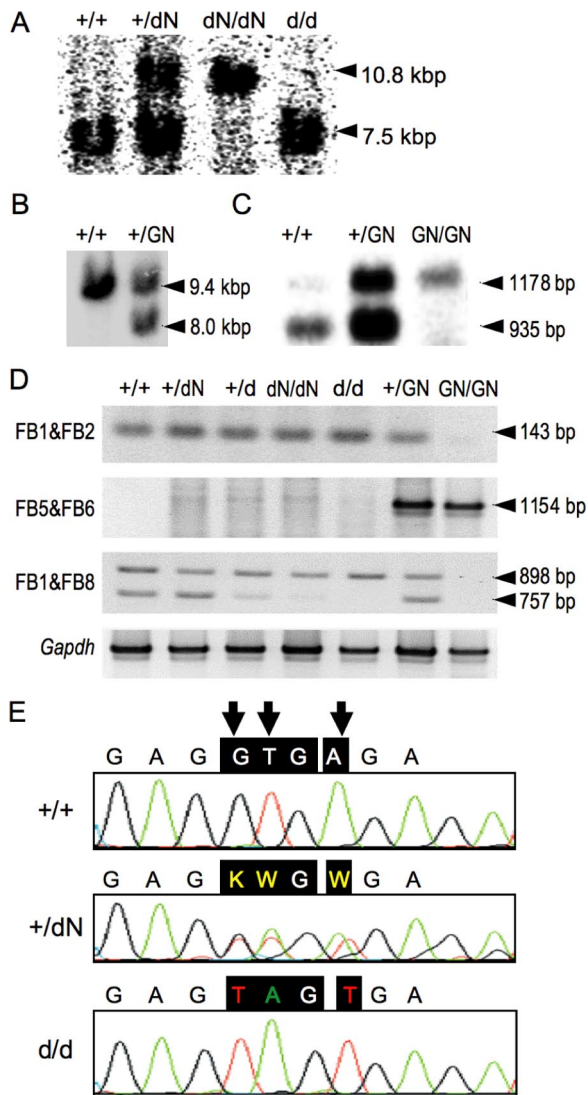 A
+/+ +/dN dN/dN d/d
10.8 kbp
7.5 kbp
B
+/+ +/GN
9.4 kbp
8.0 kbp
C
+/+ +/GN GN/GN
1178 bp
935 bp
D
+/+ +/dN +/d dN/dN d/d +/GN GN/GN
FB1&FB2 143 bp
FB5&FB6 1154 bp
FB1&FB8 898 bp
757 bp
Gapdh
E
G A G G T G A G A
+/+
G A G K W G W G A
+/dN
G A G T A G T G A
d/d